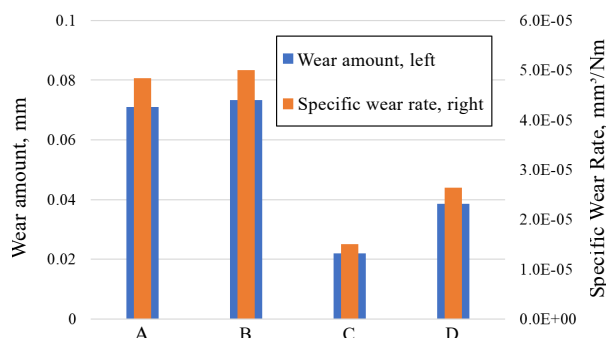 0.1
0.08
0.06
0.04
0.02
0
Wear amount, mm
Wear amount, left
Specific wear rate, right
6.0E-05
5.0E-05
4.0E-05
3.0E-05
2.0E-05
1.0E-05
0.0E+00
Specific Wear Rate, mm³/Nm
A B C D